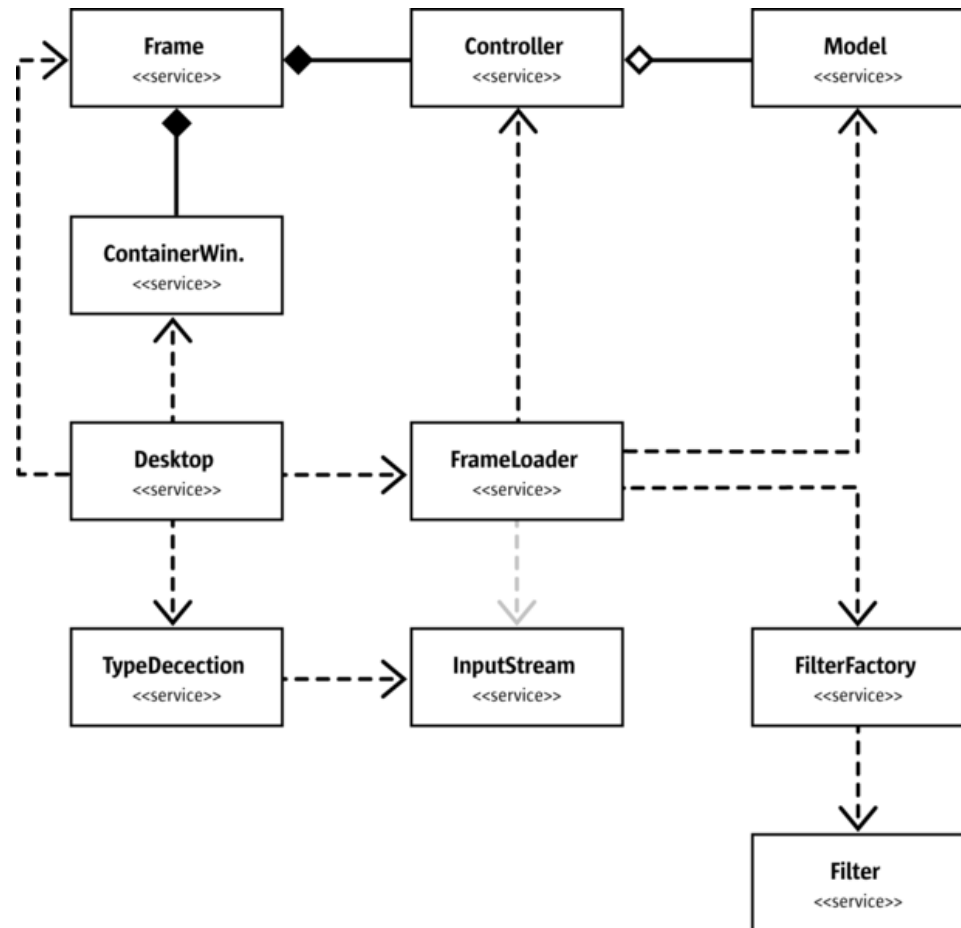 Frame
<<service>>
Controller
<<service>>
Model
<<service>>
ContainerWin.
<<service>>
Desktop
<<service>>
FrameLoader
<<service>>
TypeDecection
<<service>>
InputStream
<<service>>
FilterFactory
<<service>>
Filter
<<service>>